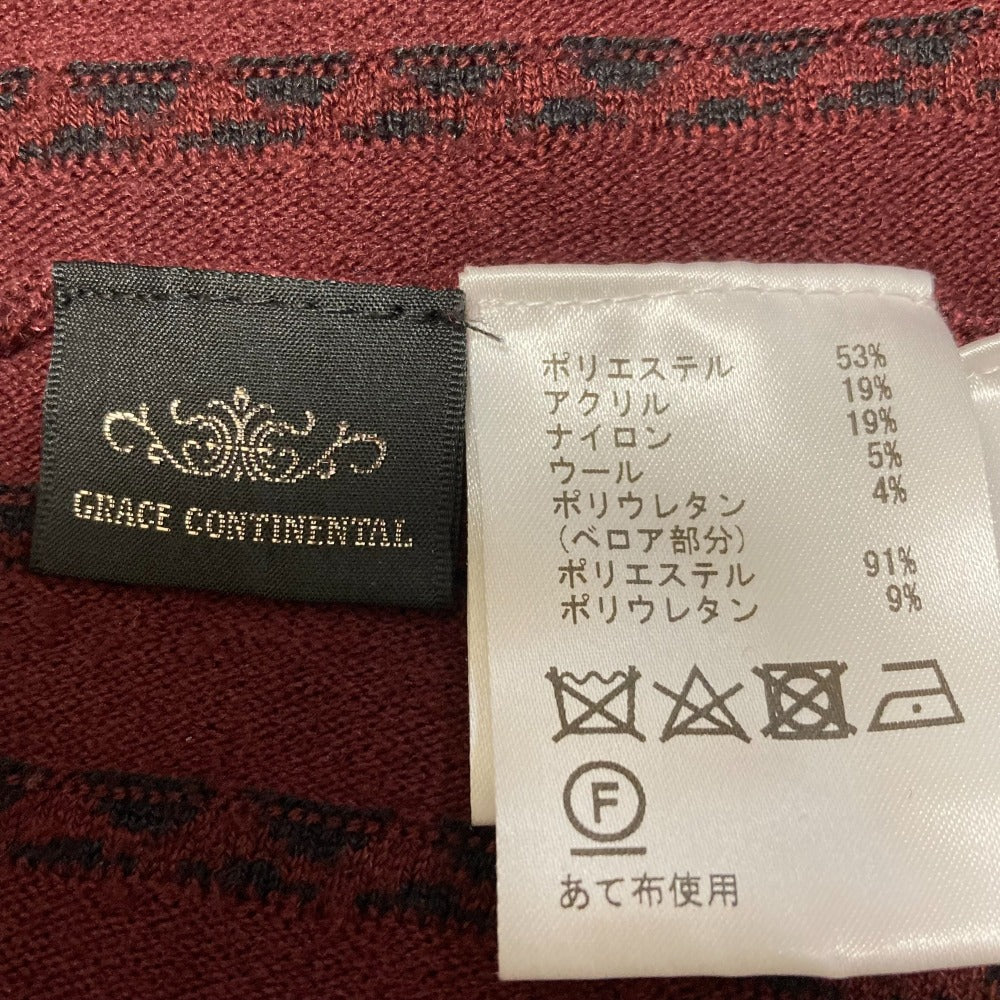 GRACE CONTINENTAL
ポリエステル 53%
アクリル 19%
ナイロン 19%
ウール 5%
ポリウレタン 4%
(ベロア部分)
ポリエステル 91%
ポリウレタン 9%
F
あて布使用